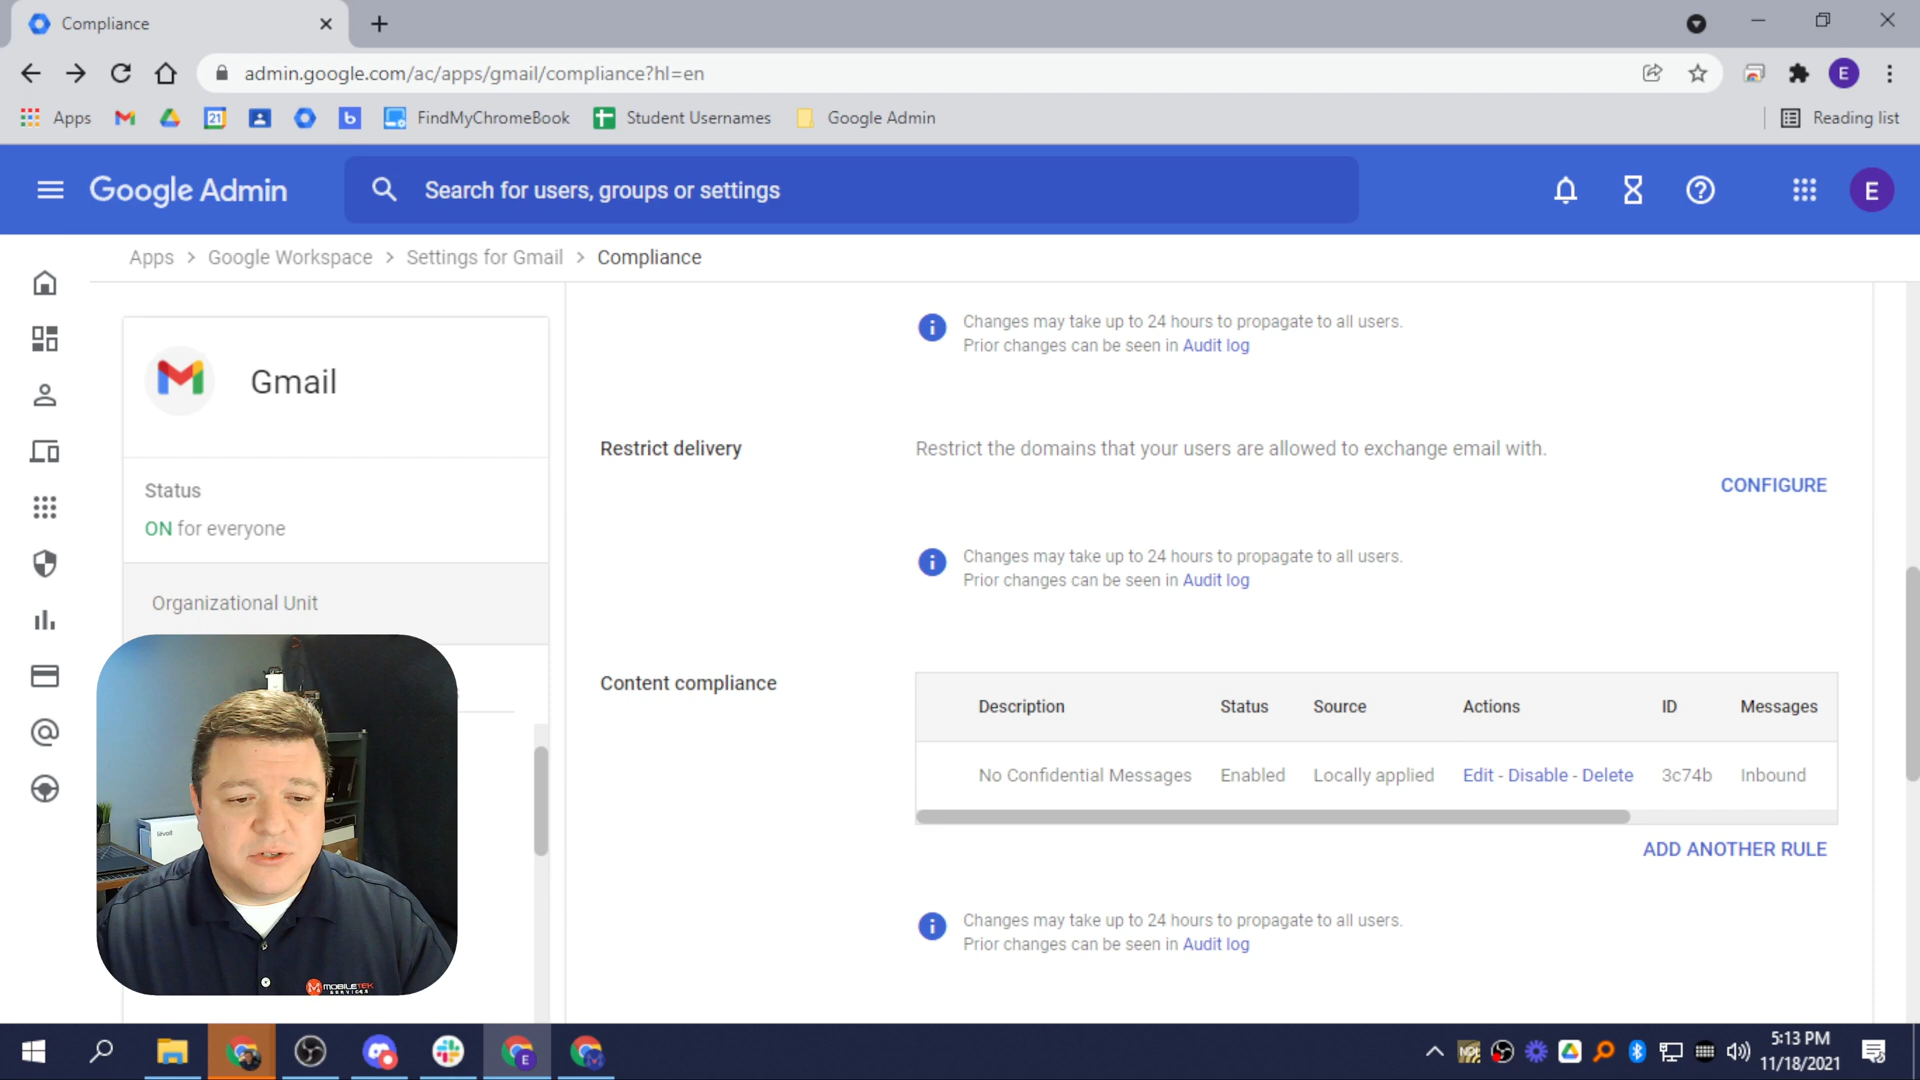 Compliance
admin.google.com/ac/apps/gmail/compliance?hl=en
E
Apps
21
b
FindMyChromeBook
Student Usernames
Google Admin
Reading list
Google Admin
Search for users, groups or settings
E
Apps > Google Workspace > Settings for Gmail > Compliance
Gmail
Status
ON for everyone
Organizational Unit
Changes may take up to 24 hours to propagate to all users.
Prior changes can be seen in Audit log
Restrict delivery
Restrict the domains that your users are allowed to exchange email with.
CONFIGURE
Changes may take up to 24 hours to propagate to all users.
Prior changes can be seen in Audit log
Content compliance
Description Status Source Actions ID Messages
No Confidential Messages Enabled Locally applied Edit - Disable - Delete 3c74b Inbound
ADD ANOTHER RULE
Changes may take up to 24 hours to propagate to all users.
Prior changes can be seen in Audit log
lévoit
MOBILETEK
SERVICES
5:13 PM
11/18/2021